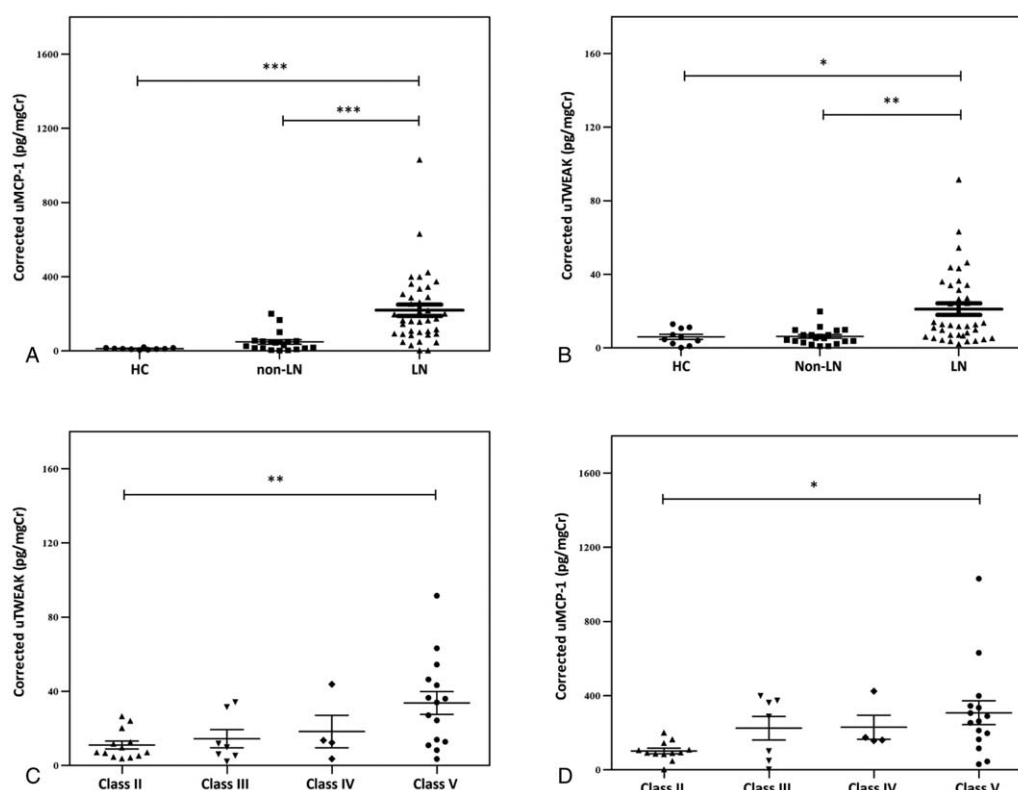 Corrected uMCP-1 (pg/mgCr)
1600
1200
800
400
0
***
***
HC
non-LN
LN
A
Corrected uTWEAK (pg/mgCr)
160
120
80
40
0
*
**
HC
Non-LN
LN
B
Corrected uTWEAK (pg/mgCr)
160
120
80
40
0
**
Class II
Class III
Class IV
Class V
C
Corrected uMCP-1 (pg/mgCr)
1600
1200
800
400
0
*
Class II
Class III
Class IV
Class V
D